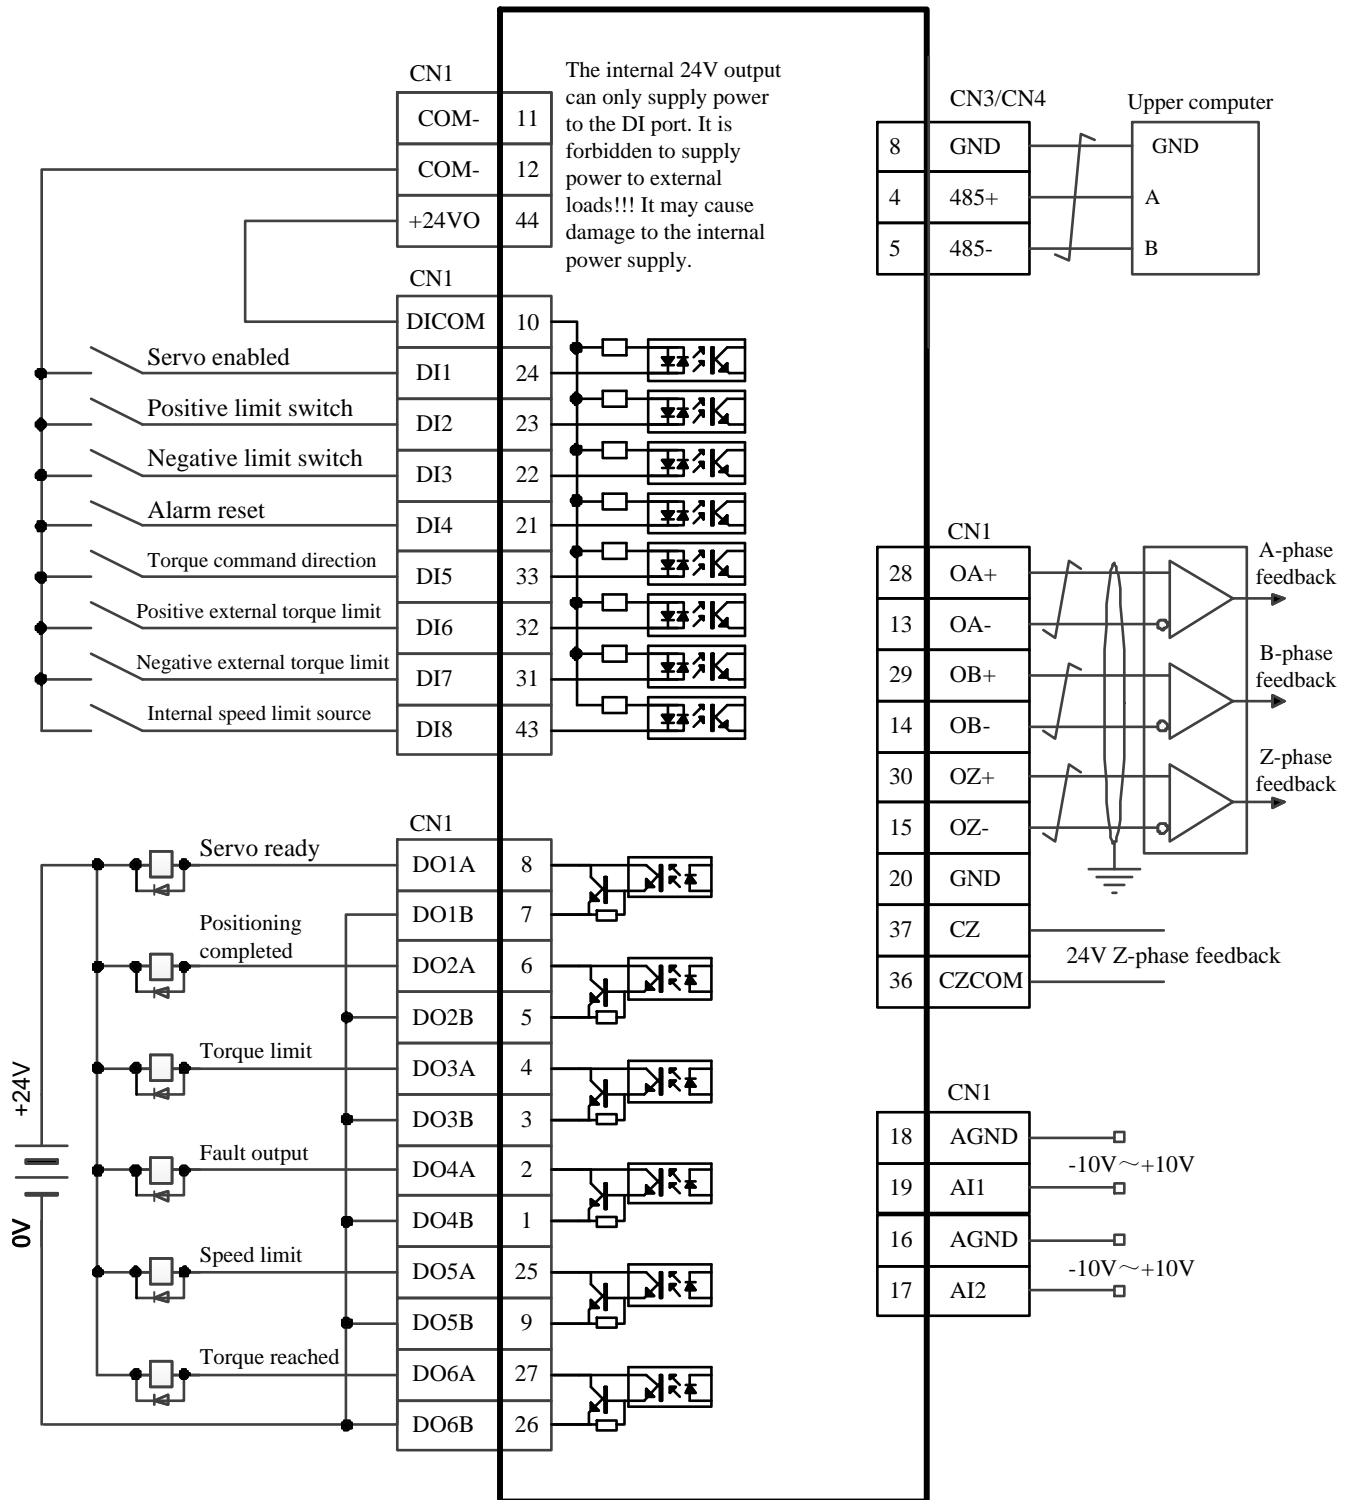 CN1
COM- 11
COM- 12
+24VO 44
The internal 24V output
can only supply power
to the DI port. It is
forbidden to supply
power to external
loads!!! It may cause
damage to the internal
power supply.
CN1
DICOM 10
Servo enabled DI1 24
Positive limit switch DI2 23
Negative limit switch DI3 22
Alarm reset DI4 21
Torque command direction DI5 33
Positive external torque limit DI6 32
Negative external torque limit DI7 31
Internal speed limit source DI8 43
CN1
Servo ready DO1A 8
DO1B 7
Positioning
completed
DO2A 6
DO2B 5
Torque limit DO3A 4
DO3B 3
Fault output DO4A 2
DO4B 1
Speed limit DO5A 25
DO5B 9
Torque reached DO6A 27
DO6B 26
+24V
0V
CN3/CN4 Upper computer
8 GND GND
4 485+ A
5 485- B
CN1
28 OA+
13 OA-
A-phase
feedback
29 OB+
14 OB-
B-phase
feedback
30 OZ+
15 OZ-
Z-phase
feedback
20 GND
37 CZ
36 CZCOM
24V Z-phase feedback
CN1
18 AGND
19 AI1
-10V～+10V
16 AGND
17 AI2
-10V～+10V